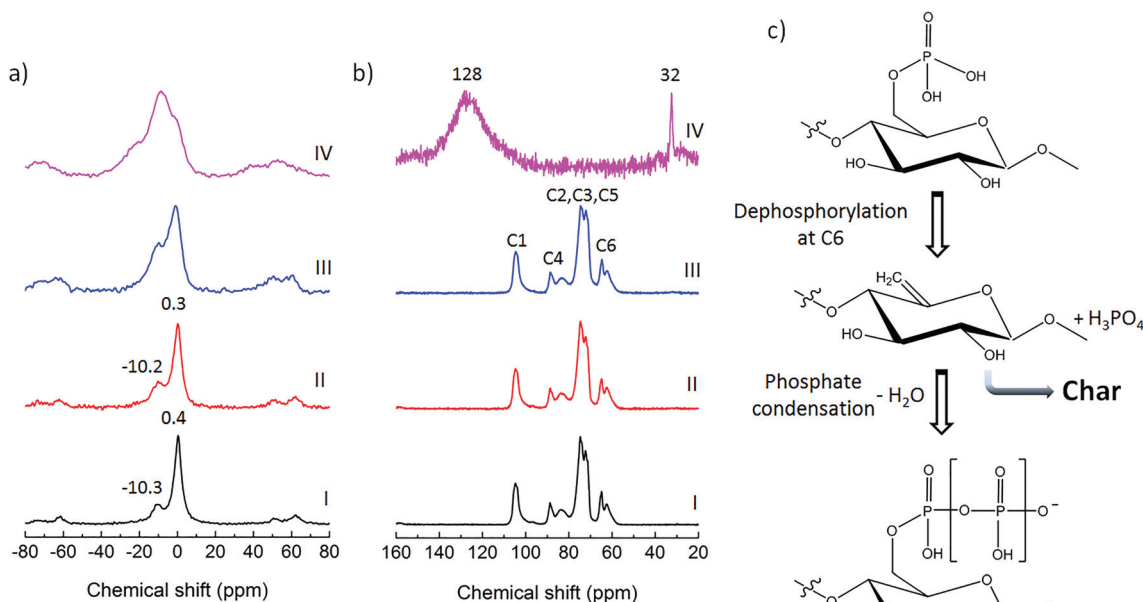 a)
IV
III
0.3
-10.2
II
0.4
-10.3
I
-80 -60 -40 -20 0 20 40 60 80
Chemical shift (ppm)
b)
128
32
IV
C2,C3,C5
C1
C4
C6
III
II
I
160 140 120 100 80 60 40 20
Chemical shift (ppm)
c)
O
O
P
OH
OH
O
O
O
HO
OH
Dephosphorylation
at C6
H₂C
O
O
O
HO
OH
+ H₃PO₄
Phosphate
condensation
- H₂O
Char
O
O
P
O
P
O⁻
O
OH
OH
O
O